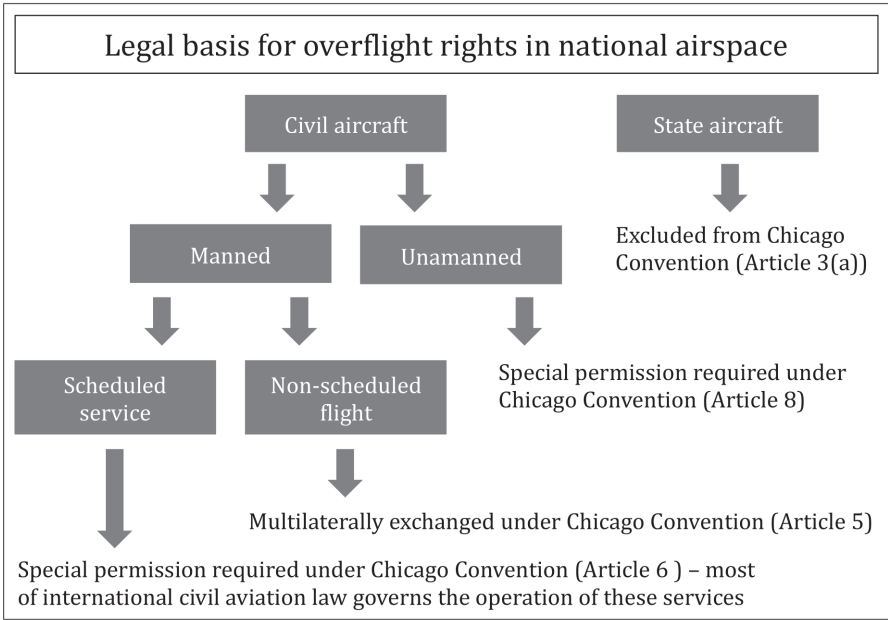 Legal basis for overflight rights in national airspace
Civil aircraft
State aircraft
Manned
Unamanned
Excluded from Chicago
Convention (Article 3(a))
Scheduled
service
Non-scheduled
flight
Special permission required under
Chicago Convention (Article 8)
Multilaterally exchanged under Chicago Convention (Article 5)
Special permission required under Chicago Convention (Article 6 ) – most
of international civil aviation law governs the operation of these services